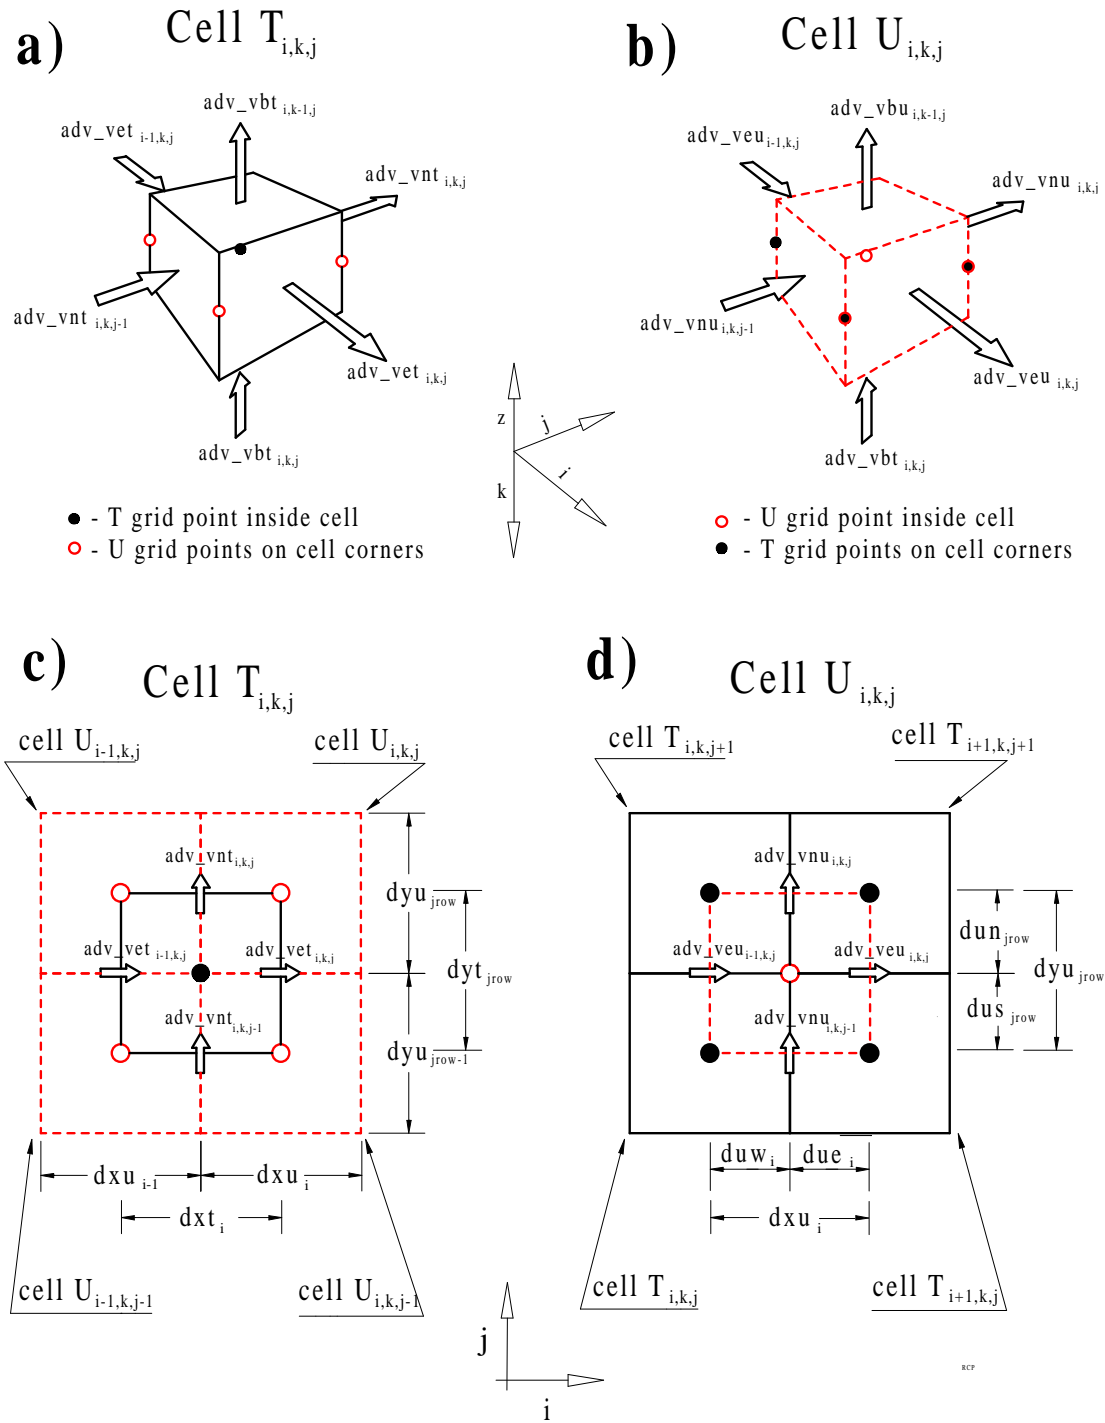 a)
Cell T i,k,j
adv_vbt i,k-1,j
adv_vet i-1,k,j
adv_vnt i,k,j
adv_vnt i,k,j-1
adv_vet i,k,j
adv_vbt i,k,j
- T grid point inside cell
- U grid points on cell corners
b)
Cell U i,k,j
adv_vbu i,k-1,j
adv_veu i-1,k,j
adv_vnu i,k,j
adv_vnu i,k,j-1
adv_veu i,k,j
adv_vbt i,k,j
- U grid point inside cell
- T grid points on cell corners
z
j
i
k
c)
Cell T i,k,j
cell U i-1,k,j
cell U i,k,j
adv_vnt i,k,j
adv_vet i-1,k,j
adv_vet i,k,j
adv_vnt i,k,j-1
dyu jrow
dyt jrow
dyu jrow-1
dxu i-1
dxu i
dxt i
cell U i-1,k,j-1
cell U i,k,j-1
d)
Cell U i,k,j
cell T i,k,j+1
cell T i+1,k,j+1
adv_vnu i,k,j
adv_veu i-1,k,j
adv_veu i,k,j
adv_vnu i,k,j-1
dun jrow
dyu jrow
dus jrow
duw i
due i
dxu i
cell T i,k,j
cell T i+1,k,j
j
i
RCP